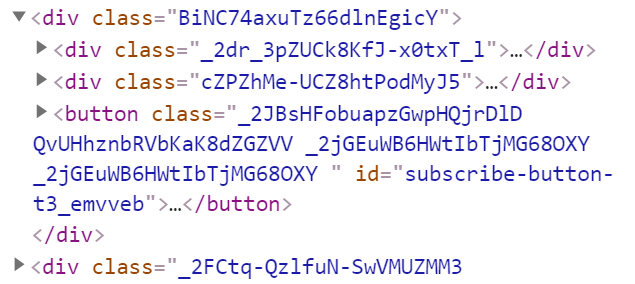 <div class="BiNC74axuTz66dlnEgicY">
<div class="_2dr_3pZUCk8KfJ-x0txT_l">…</div>
<div class="cZPZhMe-UCZ8htPodMyJ5">…</div>
<button class="_2JBsHFobuapzGwpHQjrDlD
QvUHhznbRVbKaK8dZGZVV _2jGEuWB6HWtIbTjMG68OXY
_2jGEuWB6HWtIbTjMG68OXY " id="subscribe-button-
t3_emvveb">…</button>
</div>
<div class="_2FCtq-QzlfuN-SwVMUZMM3